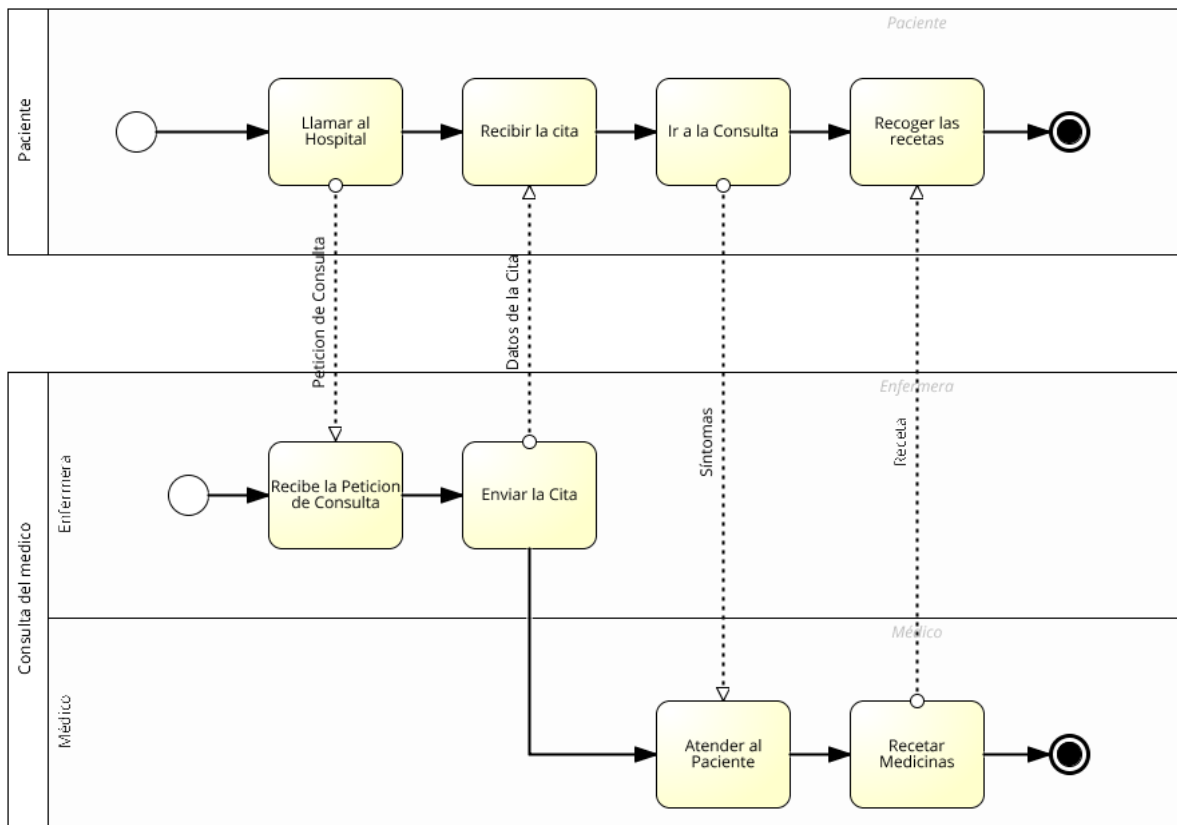 Paciente
Paciente
Llamar al
Hospital
Recibir la cita
Ir a la Consulta
Recoger las
recetas
Peticion de Consulta
Datos de la Cita
Síntomas
Receta
Consulta del medico
Enfermera
Enfermera
Recibe la Peticion
de Consulta
Enviar la Cita
Médico
Médico
Atender al
Paciente
Recetar
Medicinas